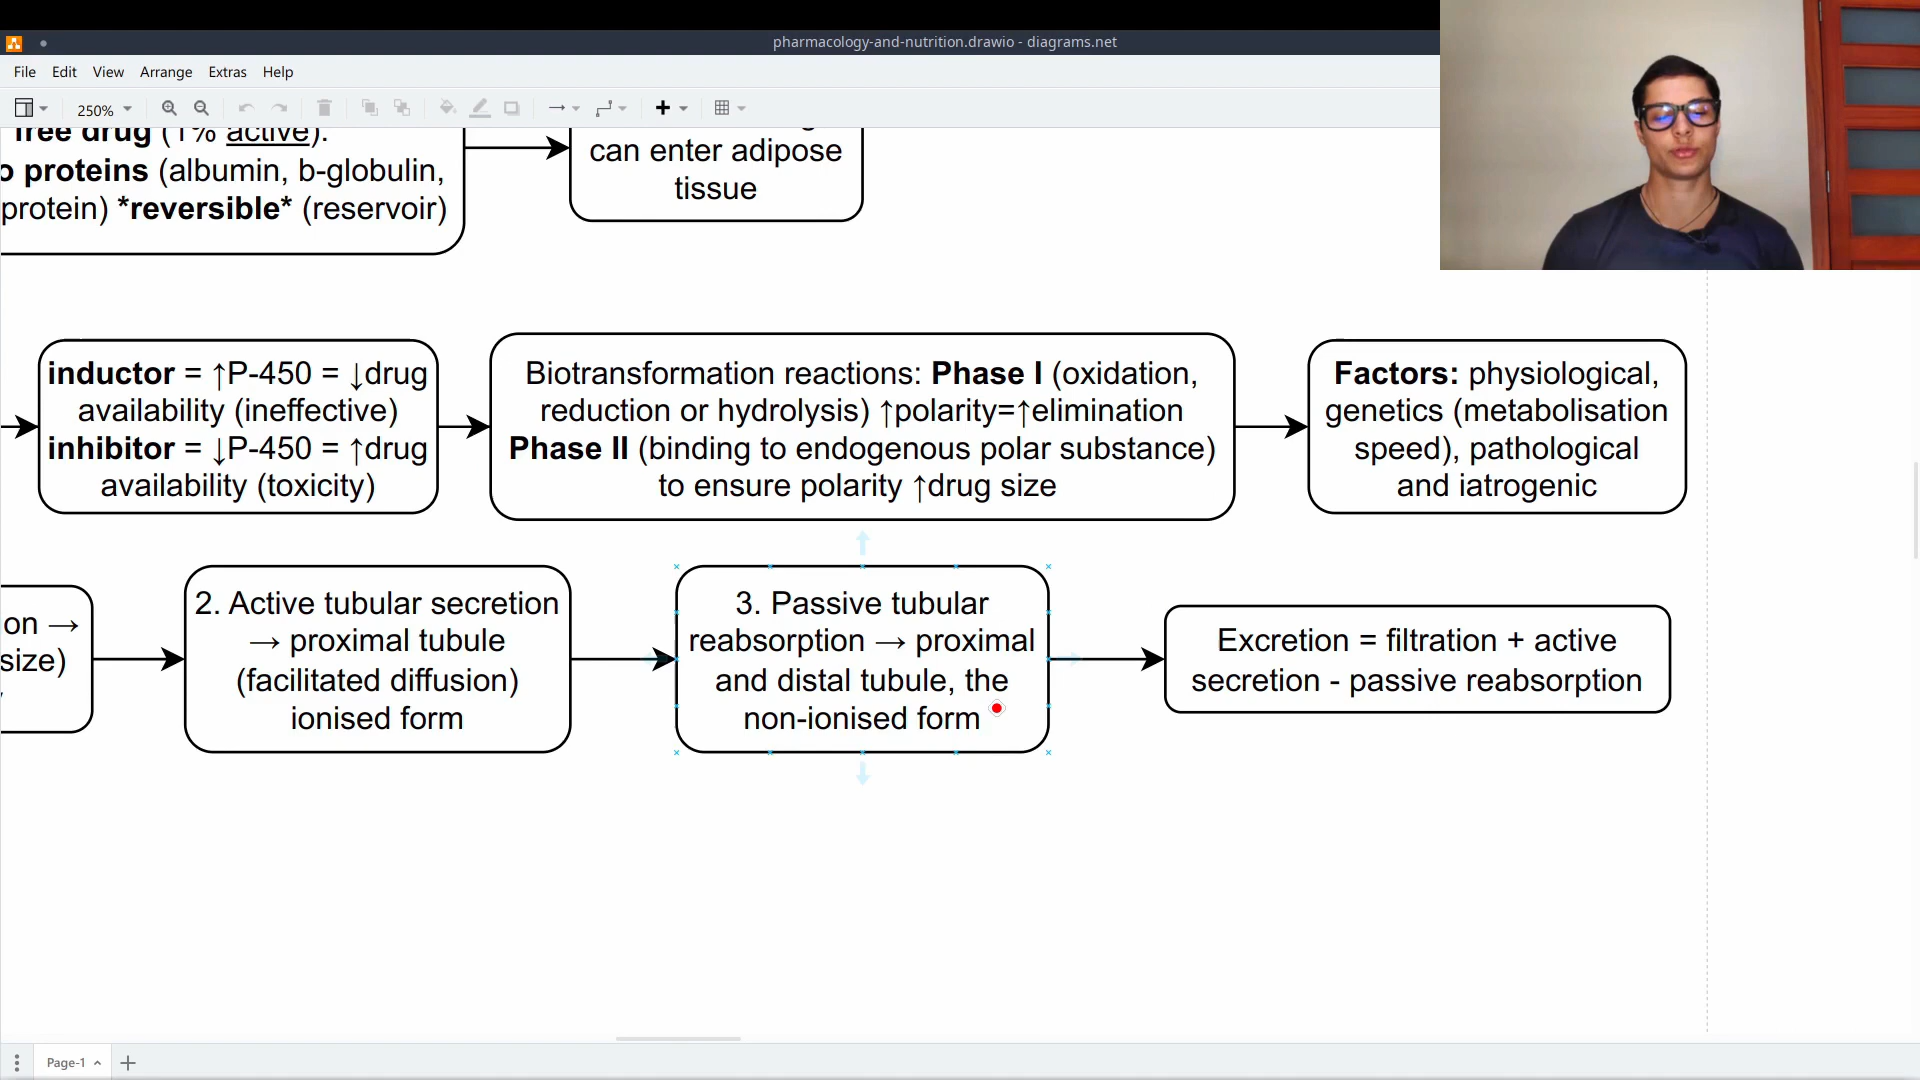 pharmacology-and-nutrition.drawio - diagrams.net
File Edit View Arrange Extras Help
250%
free drug (1% active).
o proteins (albumin, b-globulin,
protein) *reversible* (reservoir)
can enter adipose
tissue
inductor = ↑P-450 = ↓drug
availability (ineffective)
inhibitor = ↓P-450 = ↑drug
availability (toxicity)
Biotransformation reactions: Phase I (oxidation,
reduction or hydrolysis) ↑polarity=↑elimination
Phase II (binding to endogenous polar substance)
to ensure polarity ↑drug size
Factors: physiological,
genetics (metabolisation
speed), pathological
and iatrogenic
on →
size)
2. Active tubular secretion
→ proximal tubule
(facilitated diffusion)
ionised form
3. Passive tubular
reabsorption → proximal
and distal tubule, the
non-ionised form
Excretion = filtration + active
secretion - passive reabsorption
Page-1